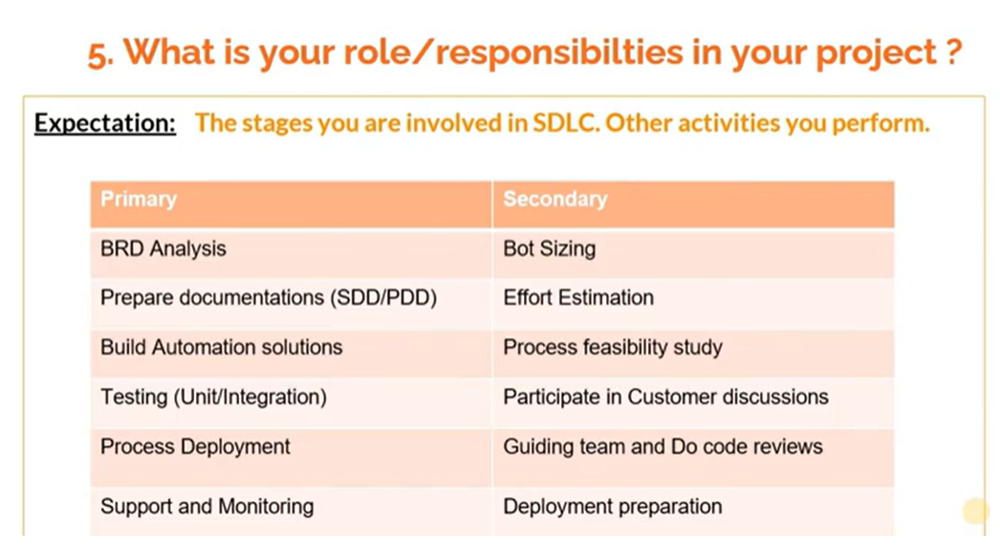 5. What is your role/responsibilties in your project ?
Expectation: The stages you are involved in SDLC. Other activities you perform.
Primary Secondary
BRD Analysis Bot Sizing
Prepare documentations (SDD/PDD) Effort Estimation
Build Automation solutions Process feasibility study
Testing (Unit/Integration) Participate in Customer discussions
Process Deployment Guiding team and Do code reviews
Support and Monitoring Deployment preparation